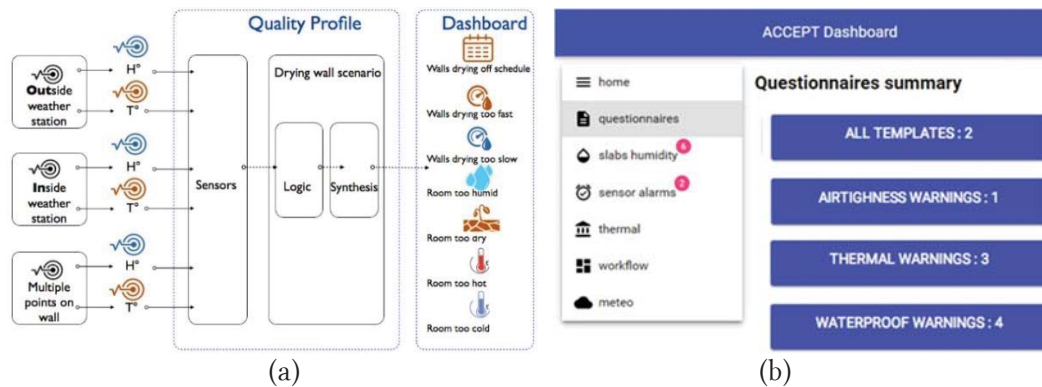 Quality Profile
Dashboard
Outside
weather
station
H°
T°
Inside
weather
station
H°
T°
Multiple
points on
wall
H°
T°
Sensors
Drying wall scenario
Logic
Synthesis
Walls drying off schedule
Walls drying too fast
Walls drying too slow
Room too humid
Room too dry
Room too hot
Room too cold
(a)
ACCEPT Dashboard
home
questionnaires
slabs humidity 6
sensor alarms 2
thermal
workflow
meteo
Questionnaires summary
ALL TEMPLATES : 2
AIRTIGHNESS WARNINGS : 1
THERMAL WARNINGS : 3
WATERPROOF WARNINGS : 4
(b)